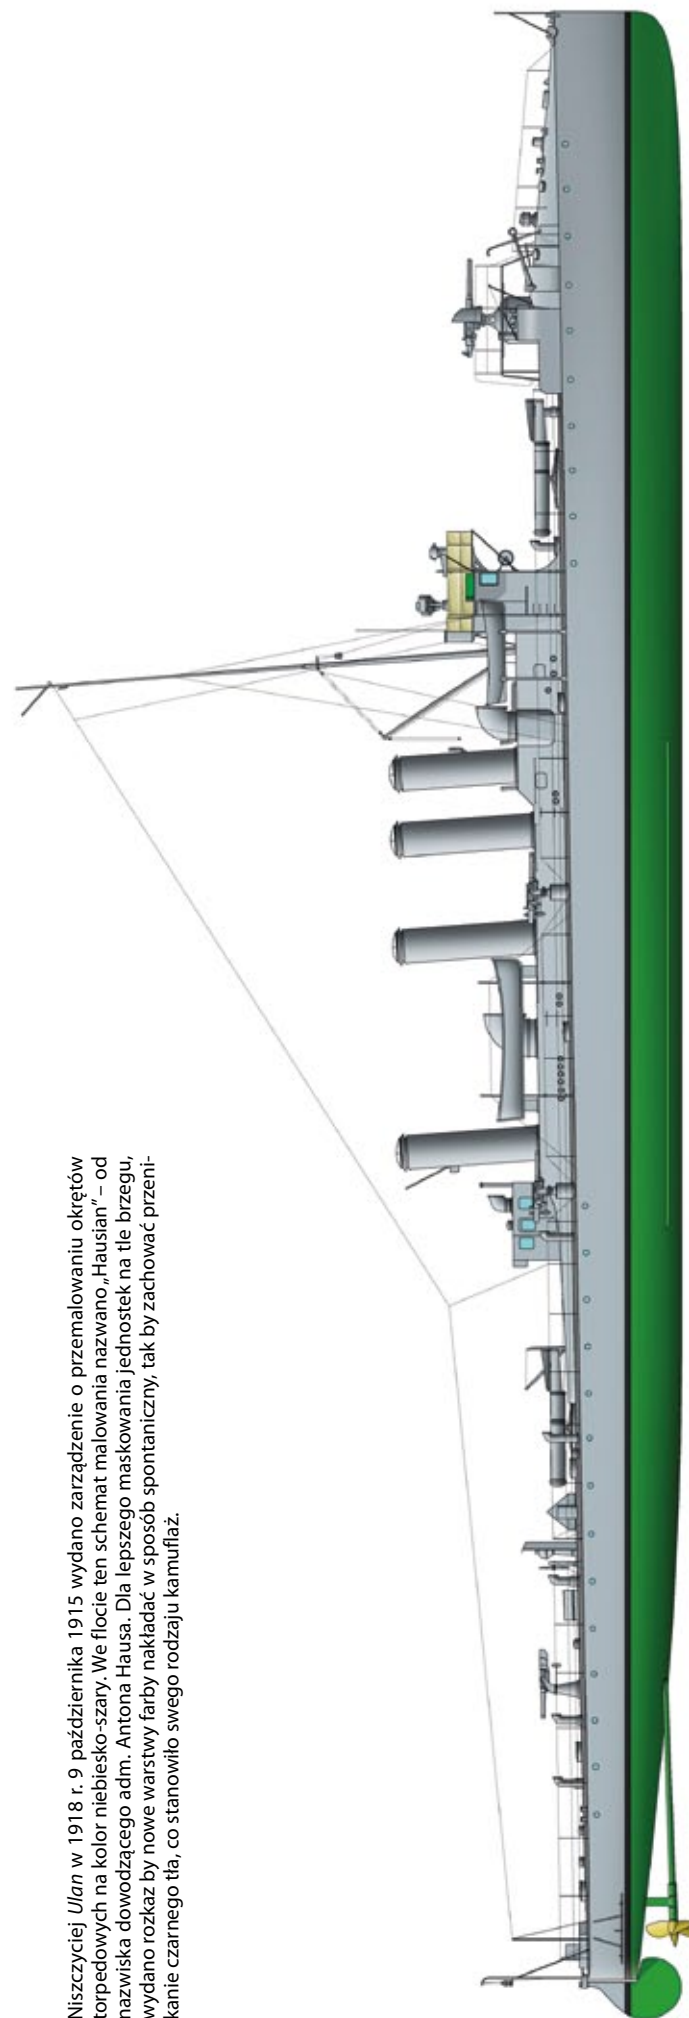 Niszczyciej Ulan w 1918 r. 9 października 1915 wydano zarządzenie o przemalowaniu okrętów
torpedowych na kolor niebiesko-szary. We flocie ten schemat malowania nazwano „Hausian” – od
nazwiska dowodzącego adm. Antona Hausa. Dla lepszego maskowania jednostek na tle brzegu,
wydano rozkaz by nowe warstwy farby nakładać w sposób spontaniczny, tak by zachować przeni-
kanie czarnego tła, co stanowiło swego rodzaju kamuflaż.